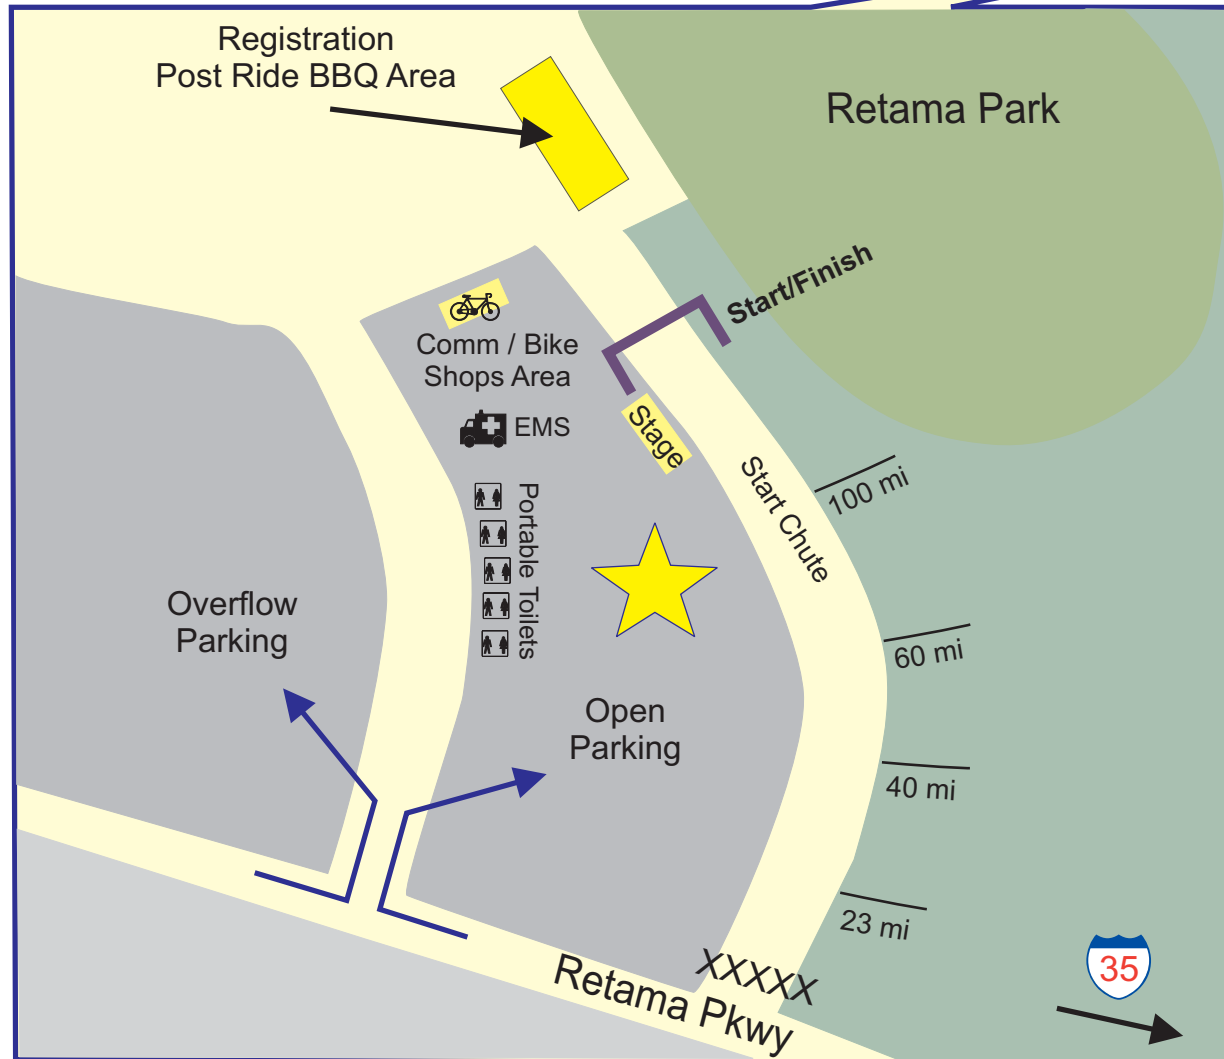 Registration
Post Ride BBQ Area
Retama Park
Start/Finish
Comm / Bike
Shops Area
Stage
EMS
Start Chute
100 mi
Portable Toilets
Overflow
Parking
60 mi
Open
Parking
40 mi
23 mi
XXXXX
Retama Pkwy
35